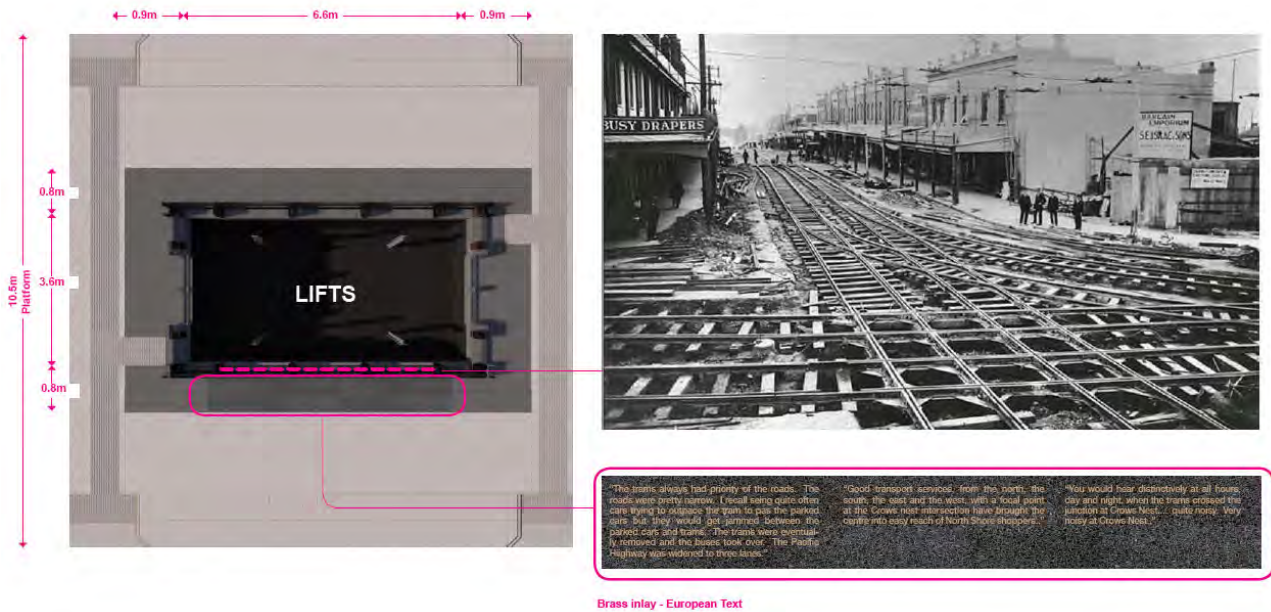 0.9m
6.6m
0.9m
10.5m
Platform
0.8m
3.6m
0.8m
LIFTS
BUSY DRAPERS
BARGAIN
EMPORIUM
"The trams always had priority of the roads. The
roads were pretty narrow. I recall seing quite often
cars trying to outpace the tram to pas the parked
cars but they would get jammed between the
parked cars and trams. The trams were eventual-
ly removed and the buses took over. The Pacific
Highway was widened to three lanes."
"Good transport services, from the north, the
south, the east and the west, with a focal point
at the Crows nest intersection have brought the
centre into easy reach of North Shore shoppers.."
"You would hear distinctively at all hours,
day and night, when the trams crossed the
junction at Crows Nest.... quite noisy. Very
noisy at Crows Nest.."
Brass inlay - European Text